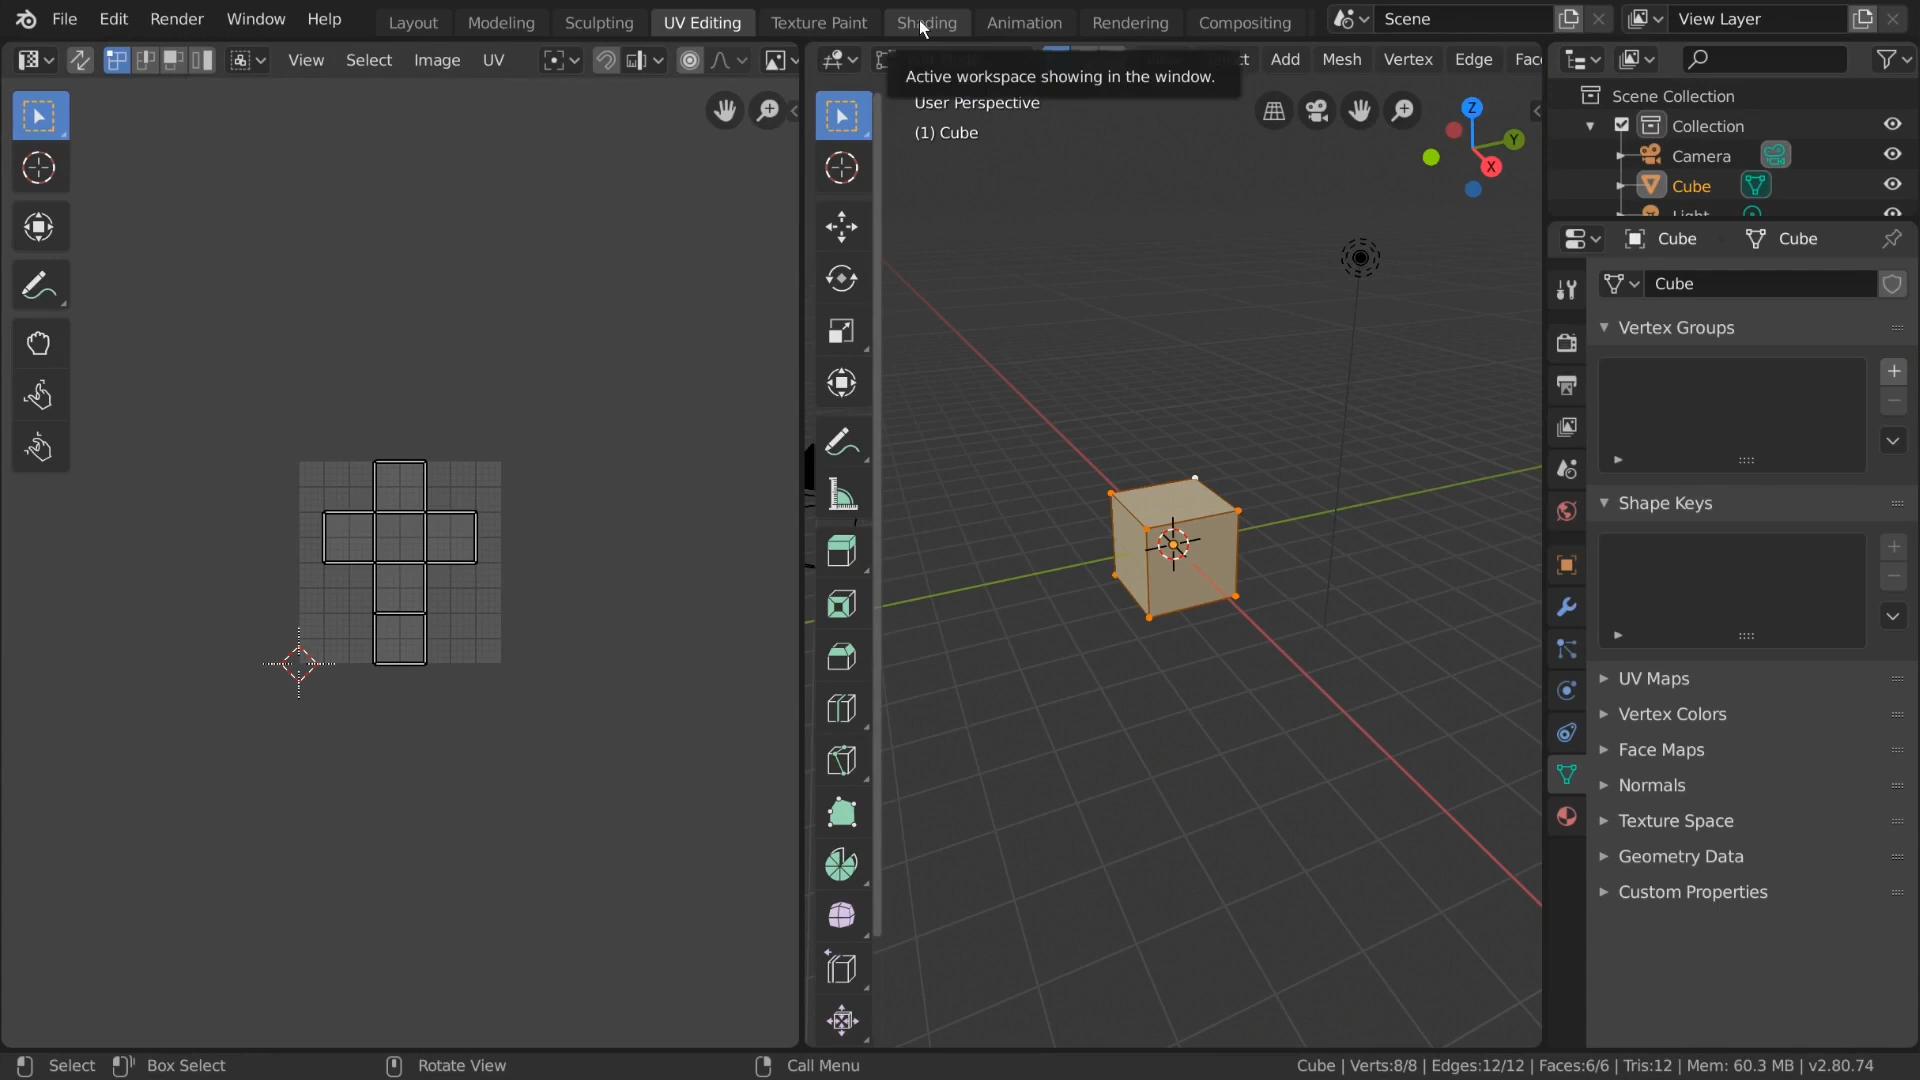 File Edit Render Window Help Layout Modeling Sculpting UV Editing Texture Paint Shading Animation Rendering Compositing Scene View Layer
View Select Image UV Add Mesh Vertex Edge
Active workspace showing in the window.
User Perspective
(1) Cube
Z
Y
X
Scene Collection
Collection
Camera
Cube
Light
Cube Cube
Cube
Vertex Groups
Shape Keys
UV Maps
Vertex Colors
Face Maps
Normals
Texture Space
Geometry Data
Custom Properties
Select Box Select Rotate View Call Menu Cube | Verts:8/8 | Edges:12/12 | Faces:6/6 | Tris:12 | Mem: 60.3 MB | v2.80.74